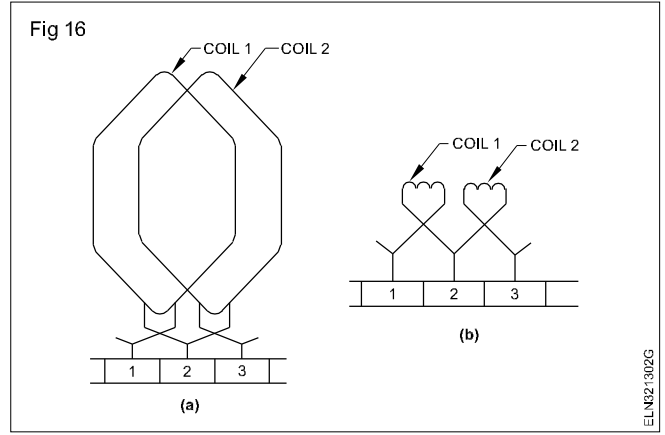 Fig 16
COIL 1 COIL 2
COIL 1 COIL 2
1 2 3
(a)
1 2 3
(b)
ELN321302G